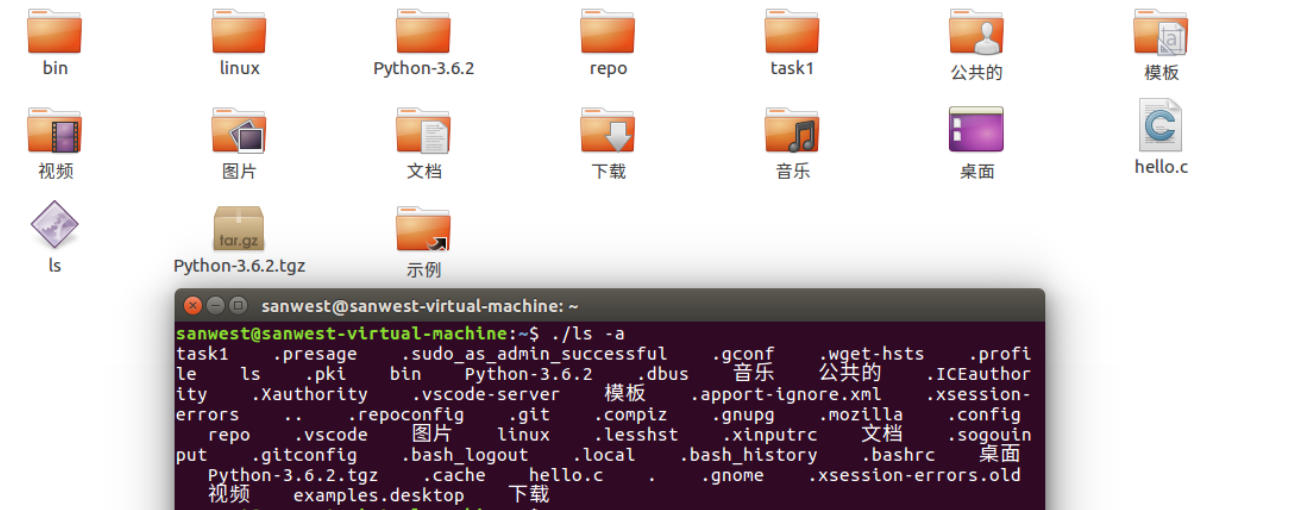 bin linux Python-3.6.2 repo task1 公共的 模板
视频 图片 文档 下载 音乐 桌面 hello.c
ls tar.gz Python-3.6.2.tgz 示例
sanwest@sanwest-virtual-machine: ~
sanwest@sanwest-virtual-machine:~$ ./ls -a
task1    .presage    .sudo_as_admin_successful    .gconf    .wget-hsts    .profi
le    ls    .pki    bin    Python-3.6.2    .dbus    音乐    公共的    .ICEauthor
ity    .Xauthority    .vscode-server    模板    .apport-ignore.xml    .xsession-
errors    ..    .repoconfig    .git    .compiz    .gnupg    .mozilla    .config
   repo    .vscode    图片    linux    .lesshst    .xinputrc    文档    .sogouin
put    .gitconfig    .bash_logout    .local    .bash_history    .bashrc    桌面
   Python-3.6.2.tgz    .cache    hello.c    .    .gnome    .xsession-errors.old
   视频    examples.desktop    下载